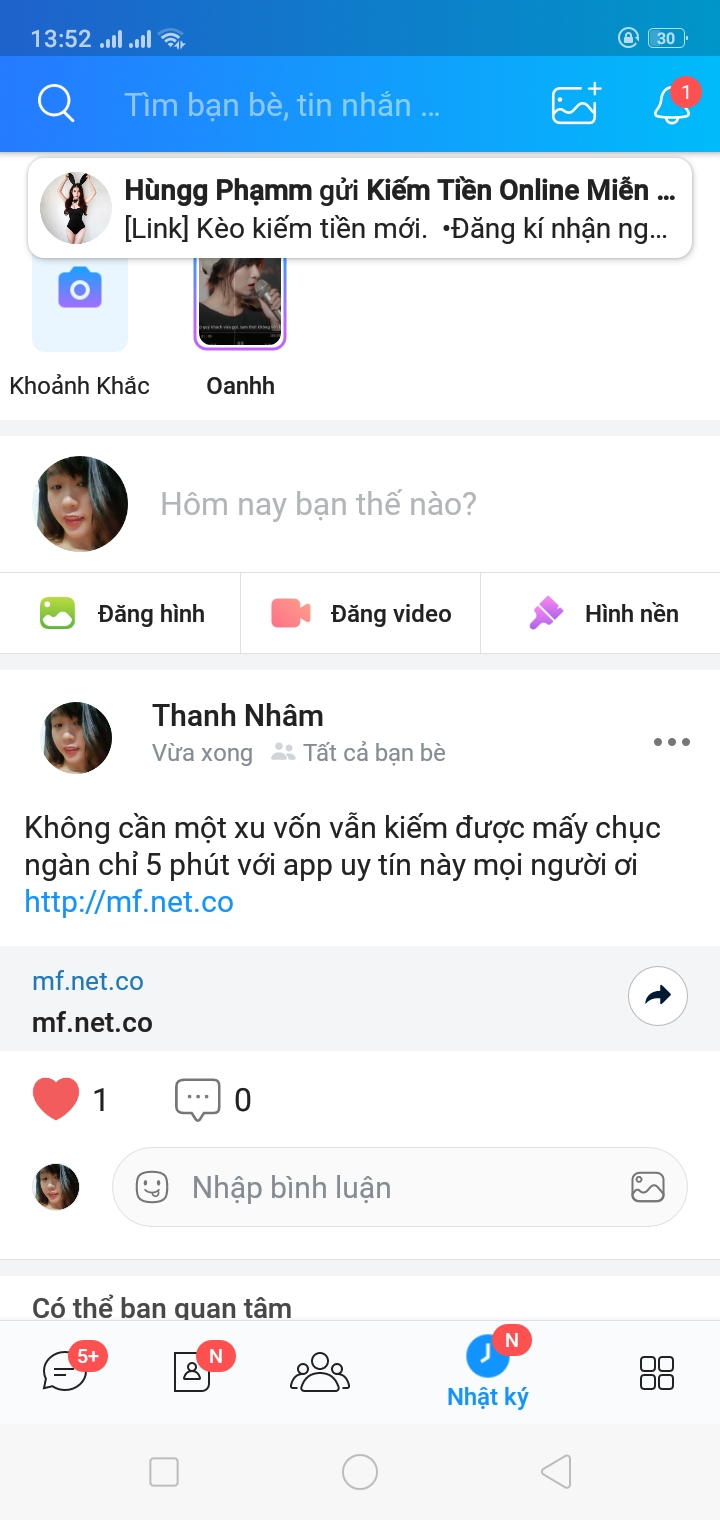 13:52
30
Tìm bạn bè, tin nhắn ...
1
Hùngg Phạmm gửi Kiếm Tiền Online Miễn ...
[Link] Kèo kiếm tiền mới. •Đăng kí nhận ng...
Khoảnh Khắc
Oanhh
Hôm nay bạn thế nào?
Đăng hình
Đăng video
Hình nền
Thanh Nhâm
Vừa xong Tất cả bạn bè
Không cần một xu vốn vẫn kiếm được mấy chục
ngàn chỉ 5 phút với app uy tín này mọi người ơi
http://mf.net.co
mf.net.co
mf.net.co
1
0
Nhập bình luận
Có thể bạn quan tâm
5+
N
N
Nhật ký